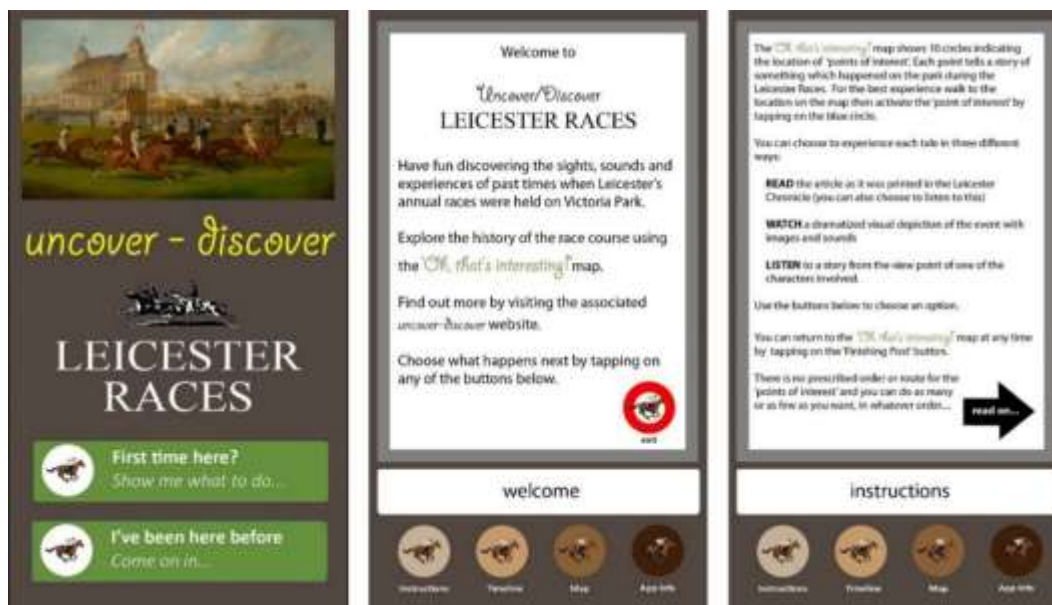 uncover - discover
LEICESTER
RACES
First time here?
Show me what to do...
I've been here before
Come on in...
Welcome to
Uncover/Discover
LEICESTER RACES
Have fun discovering the sights, sounds and
experiences of past times when Leicester's
annual races were held on Victoria Park.
Explore the history of the race course using
the 'Oh, that's interesting!' map.
Find out more by visiting the associated
uncover-discover website.
Choose what happens next by tapping on
any of the buttons below.
exit
welcome
Instructions Timeline Map App Info
The 'Oh, that's interesting!' map shows 10 circles indicating
the location of 'points of interest'. Each point tells a story of
something which happened on the park during the
Leicester Races. For the best experience walk to the
location on the map then activate the 'point of interest' by
tapping on the blue circle.
You can choose to experience each tale in three different
ways:
READ the article as it was printed in the Leicester
Chronicle (you can also choose to listen to this)
WATCH a dramatized visual depiction of the event with
images and sounds
LISTEN to a story from the view point of one of the
characters involved.
Use the buttons below to choose an option.
You can return to the 'Oh, that's interesting!' map at any time
by tapping on the 'Finishing Post' button.
There is no prescribed order or route for the
'points of interest' and you can do as many
or as few as you want, in whatever order...
read on...
instructions
Instructions Timeline Map App Info